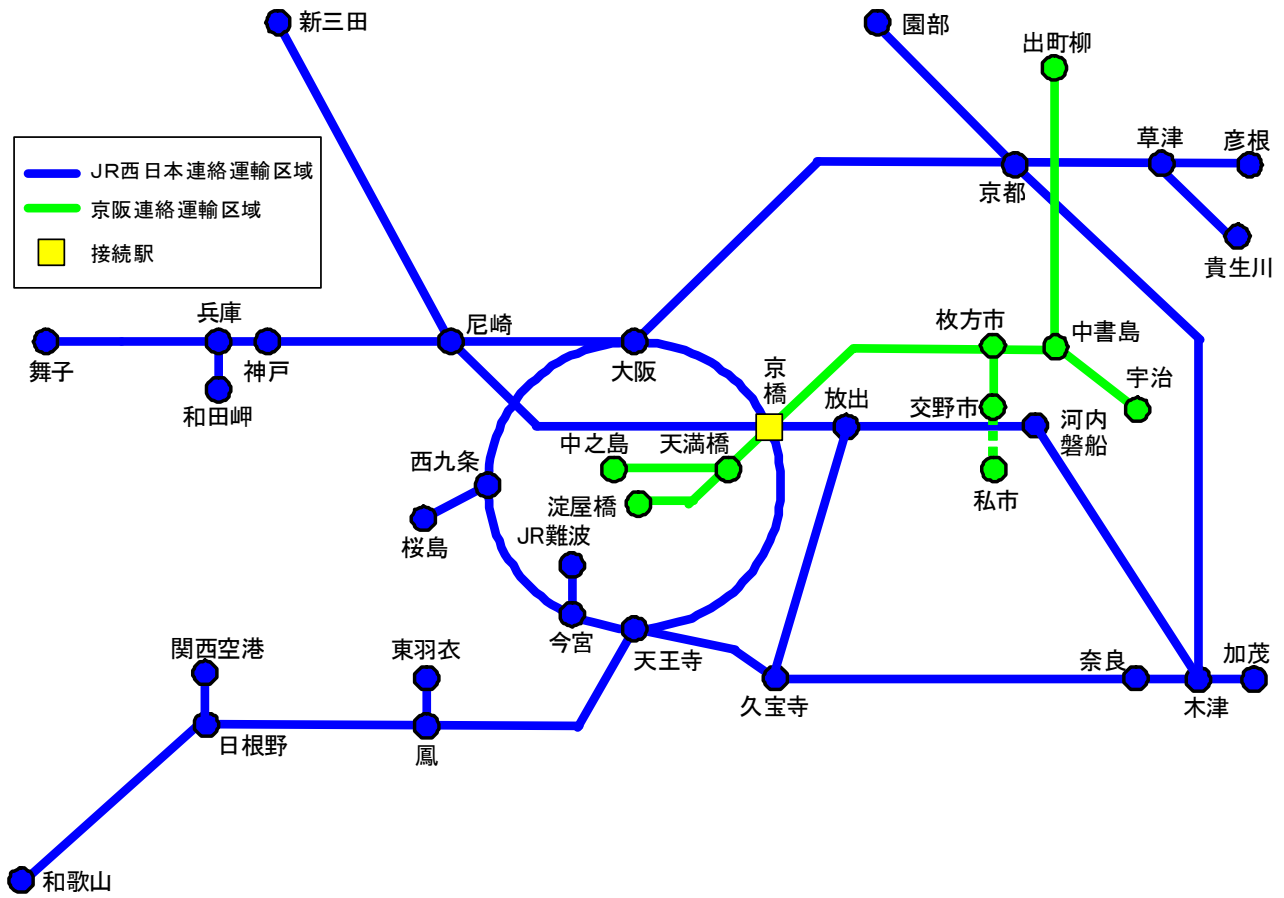 新三田
園部
出町柳
草津
彦根
JR西日本連絡運輸区域
京阪連絡運輸区域
接続駅
京都
貴生川
兵庫
尼崎
枚方市
中書島
舞子
神戸
大阪
京
橋
宇治
和田岬
放出
交野市
河内
磐船
中之島
天満橋
西九条
淀屋橋
私市
桜島
JR難波
関西空港
東羽衣
今宮
天王寺
奈良
加茂
久宝寺
木津
日根野
鳳
和歌山